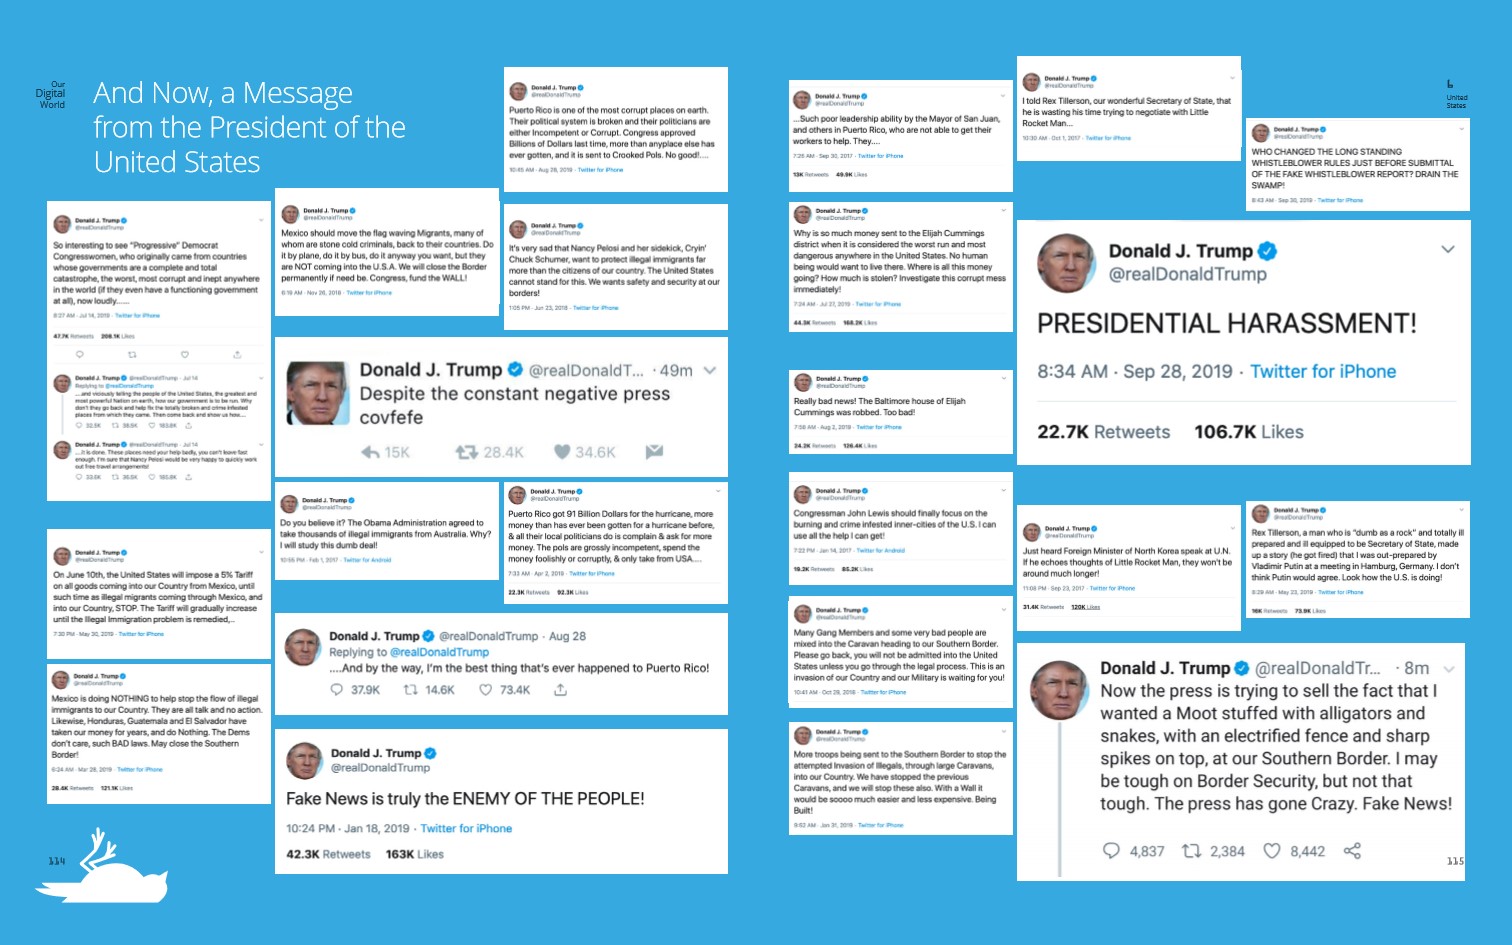 Our
Digital
World
And Now, a Message
from the President of the
United States
Donald J. Trump
@realDonaldTrump
So interesting to see "Progressive" Democrat
Congresswomen, who originally came from countries
whose governments are a complete and total
catastrophe, the worst, most corrupt and inept anywhere
in the world (if they even have a functioning government
at all), now loudly......
8:27 AM · Jul 14, 2019 · Twitter for iPhone
47.7K Retweets 208.1K Likes
Donald J. Trump @realDonaldTrump · Jul 14
Replying to @realDonaldTrump
....and viciously telling the people of the United States, the greatest and
most powerful Nation on earth, how our government is to be run. Why
don't they go back and help fix the totally broken and crime infested
places from which they came. Then come back and show us how....
Donald J. Trump @realDonaldTrump · Jul 14
....it is done. These places need your help badly, you can't leave fast
enough. I'm sure that Nancy Pelosi would be very happy to quickly work
out free travel arrangements!
Donald J. Trump
@realDonaldTrump
On June 10th, the United States will impose a 5% Tariff
on all goods coming into our Country from Mexico, until
such time as illegal migrants coming through Mexico, and
into our Country, STOP. The Tariff will gradually increase
until the Illegal Immigration problem is remedied,..
7:30 PM · May 30, 2019 · Twitter for iPhone
Donald J. Trump
@realDonaldTrump
Mexico is doing NOTHING to help stop the flow of illegal
immigrants to our Country. They are all talk and no action.
Likewise, Honduras, Guatemala and El Salvador have
taken our money for years, and do Nothing. The Dems
don't care, such BAD laws. May close the Southern
Border!
6:24 AM · Mar 28, 2019 · Twitter for iPhone
28.4K Retweets 121.1K Likes
114
Donald J. Trump
@realDonaldTrump
Mexico should move the flag waving Migrants, many of
whom are stone cold criminals, back to their countries. Do
it by plane, do it by bus, do it anyway you want, but they
are NOT coming into the U.S.A. We will close the Border
permanently if need be. Congress, fund the WALL!
6:19 AM · Nov 26, 2018 · Twitter for iPhone
Donald J. Trump
@realDonaldTrump
Puerto Rico is one of the most corrupt places on earth.
Their political system is broken and their politicians are
either Incompetent or Corrupt. Congress approved
Billions of Dollars last time, more than anyplace else has
ever gotten, and it is sent to Crooked Pols. No good!....
10:45 AM · Aug 28, 2019 · Twitter for iPhone
Donald J. Trump
@realDonaldTrump
It's very sad that Nancy Pelosi and her sidekick, Cryin'
Chuck Schumer, want to protect illegal immigrants far
more than the citizens of our country. The United States
cannot stand for this. We wants safety and security at our
borders!
1:05 PM · Jun 23, 2018 · Twitter for iPhone
Donald J. Trump @realDonaldT... · 49m
Despite the constant negative press
covfefe
15K 28.4K 34.6K
Donald J. Trump
@realDonaldTrump
Do you believe it? The Obama Administration agreed to
take thousands of illegal immigrants from Australia. Why?
I will study this dumb deal!
10:55 PM · Feb 1, 2017 · Twitter for Android
Donald J. Trump
@realDonaldTrump
Puerto Rico got 91 Billion Dollars for the hurricane, more
money than has ever been gotten for a hurricane before,
& all their local politicians do is complain & ask for more
money. The pols are grossly incompetent, spend the
money foolishly or corruptly, & only take from USA....
7:33 AM · Apr 2, 2019 · Twitter for iPhone
22.3K Retweets 92.3K Likes
Donald J. Trump @realDonaldTrump · Aug 28
Replying to @realDonaldTrump
....And by the way, I'm the best thing that's ever happened to Puerto Rico!
37.9K 14.6K 73.4K
Donald J. Trump
@realDonaldTrump
Fake News is truly the ENEMY OF THE PEOPLE!
10:24 PM · Jan 18, 2019 · Twitter for iPhone
42.3K Retweets 163K Likes
Donald J. Trump
@realDonaldTrump
...Such poor leadership ability by the Mayor of San Juan,
and others in Puerto Rico, who are not able to get their
workers to help. They....
7:26 AM · Sep 30, 2017 · Twitter for iPhone
13K Retweets 49.9K Likes
Donald J. Trump
@realDonaldTrump
Why is so much money sent to the Elijah Cummings
district when it is considered the worst run and most
dangerous anywhere in the United States. No human
being would want to live there. Where is all this money
going? How much is stolen? Investigate this corrupt mess
immediately!
7:24 AM · Jul 27, 2019 · Twitter for iPhone
44.3K Retweets 168.2K Likes
Donald J. Trump
@realDonaldTrump
Really bad news! The Baltimore house of Elijah
Cummings was robbed. Too bad!
7:58 AM · Aug 2, 2019 · Twitter for iPhone
24.2K Retweets 126.4K Likes
Donald J. Trump
@realDonaldTrump
Congressman John Lewis should finally focus on the
burning and crime infested inner-cities of the U.S. I can
use all the help I can get!
7:22 PM · Jan 14, 2017 · Twitter for Android
19.2K Retweets 85.2K Likes
Donald J. Trump
@realDonaldTrump
Many Gang Members and some very bad people are
mixed into the Caravan heading to our Southern Border.
Please go back, you will not be admitted into the United
States unless you go through the legal process. This is an
invasion of our Country and our Military is waiting for you!
10:41 AM · Oct 29, 2018 · Twitter for iPhone
Donald J. Trump
@realDonaldTrump
More troops being sent to the Southern Border to stop the
attempted Invasion of Illegals, through large Caravans,
into our Country. We have stopped the previous
Caravans, and we will stop these also. With a Wall it
would be soooo much easier and less expensive. Being
Built!
9:52 AM · Jan 31, 2019 · Twitter for iPhone
Donald J. Trump
@realDonaldTrump
I told Rex Tillerson, our wonderful Secretary of State, that
he is wasting his time trying to negotiate with Little
Rocket Man...
10:30 AM · Oct 1, 2017 · Twitter for iPhone
United
States
Donald J. Trump
@realDonaldTrump
WHO CHANGED THE LONG STANDING
WHISTLEBLOWER RULES JUST BEFORE SUBMITTAL
OF THE FAKE WHISTLEBLOWER REPORT? DRAIN THE
SWAMP!
8:43 AM · Sep 30, 2019 · Twitter for iPhone
Donald J. Trump
@realDonaldTrump
PRESIDENTIAL HARASSMENT!
8:34 AM · Sep 28, 2019 · Twitter for iPhone
22.7K Retweets 106.7K Likes
Donald J. Trump
@realDonaldTrump
Just heard Foreign Minister of North Korea speak at U.N.
If he echoes thoughts of Little Rocket Man, they won't be
around much longer!
11:08 PM · Sep 23, 2017 · Twitter for iPhone
31.4K Retweets 120K Likes
Donald J. Trump
@realDonaldTrump
Rex Tillerson, a man who is "dumb as a rock" and totally ill
prepared and ill equipped to be Secretary of State, made
up a story (he got fired) that I was out-prepared by
Vladimir Putin at a meeting in Hamburg, Germany. I don't
think Putin would agree. Look how the U.S. is doing!
8:29 AM · May 23, 2019 · Twitter for iPhone
16K Retweets 73.9K Likes
Donald J. Trump @realDonaldTr... · 8m
Now the press is trying to sell the fact that I
wanted a Moot stuffed with alligators and
snakes, with an electrified fence and sharp
spikes on top, at our Southern Border. I may
be tough on Border Security, but not that
tough. The press has gone Crazy. Fake News!
4,837 2,384 8,442
115